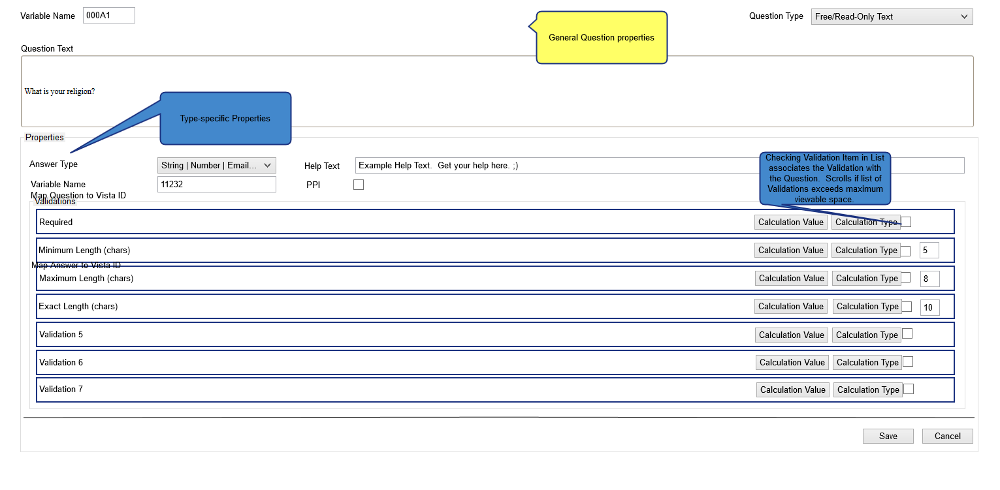 Variable Name 000A1
Question Type Free/Read-Only Text
General Question properties
Question Text
What is your religion?
Type-specific Properties
Properties
Answer Type String | Number | Email... Help Text Example Help Text.  Get your help here. ;)
Checking Validation Item in List
associates the Validation with
the Question.  Scrolls if list of
Validations exceeds maximum
viewable space.
Variable Name 11232 PPI
Map Question to Vista ID
Validations
Required Calculation Value Calculation Type
Minimum Length (chars) Calculation Value Calculation Type 5
Map Answer to Vista ID
Maximum Length (chars) Calculation Value Calculation Type 8
Exact Length (chars) Calculation Value Calculation Type 10
Validation 5 Calculation Value Calculation Type
Validation 6 Calculation Value Calculation Type
Validation 7 Calculation Value Calculation Type
Save Cancel